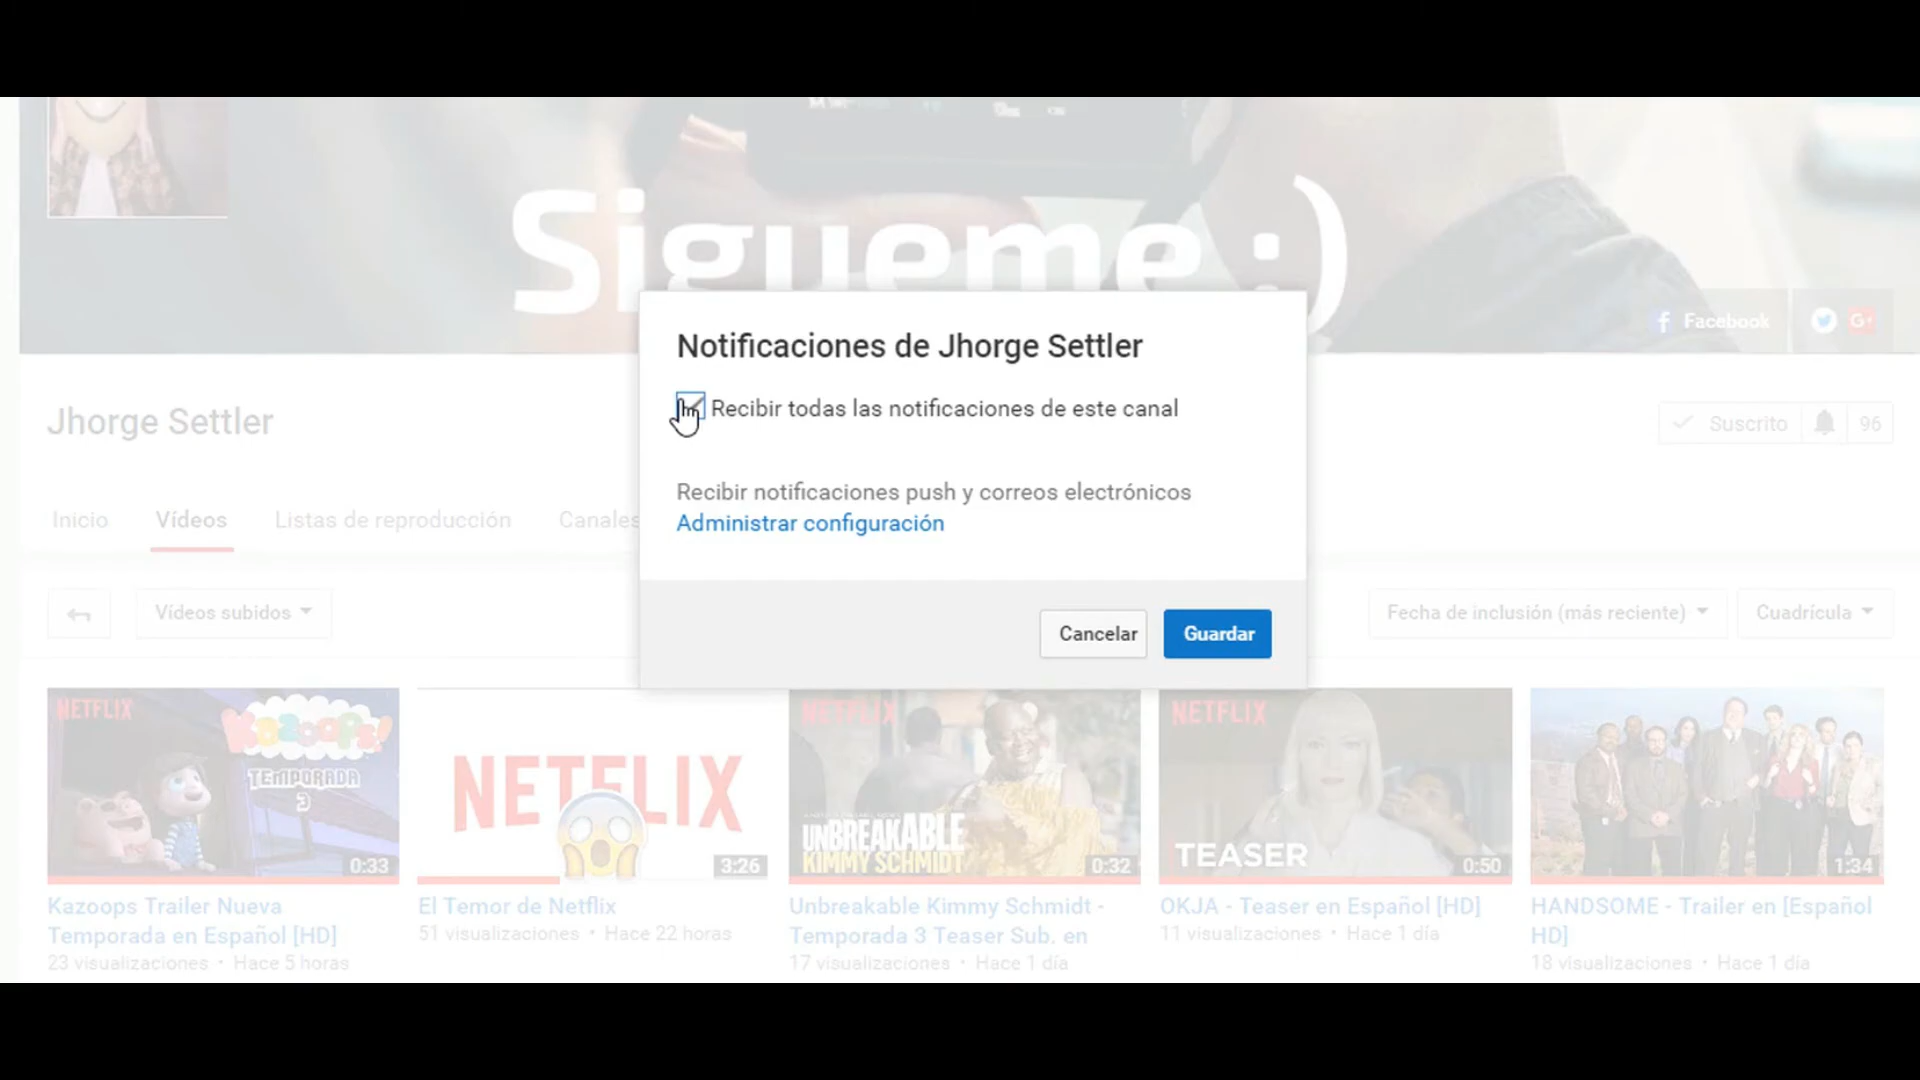 Sigueme :)
Facebook
G+
Notificaciones de Jhorge Settler
Recibir todas las notificaciones de este canal
Recibir notificaciones push y correos electrónicos
Administrar configuración
Cancelar
Guardar
Jhorge Settler
Suscrito
96
Inicio
Vídeos
Listas de reproducción
Canales
Vídeos subidos
Fecha de inclusión (más reciente)
Cuadrícula
NETFLIX
Kazoops!
TEMPORADA
3
0:33
Kazoops Trailer Nueva
Temporada en Español [HD]
23 visualizaciones • Hace 5 horas
NETFLIX
3:26
El Temor de Netflix
51 visualizaciones • Hace 22 horas
NETFLIX
UNBREAKABLE
KIMMY SCHMIDT
0:32
Unbreakable Kimmy Schmidt -
Temporada 3 Teaser Sub. en
17 visualizaciones • Hace 1 día
NETFLIX
TEASER
0:50
OKJA - Teaser en Español [HD]
11 visualizaciones • Hace 1 día
1:34
HANDSOME - Trailer en [Español
HD]
18 visualizaciones • Hace 1 día